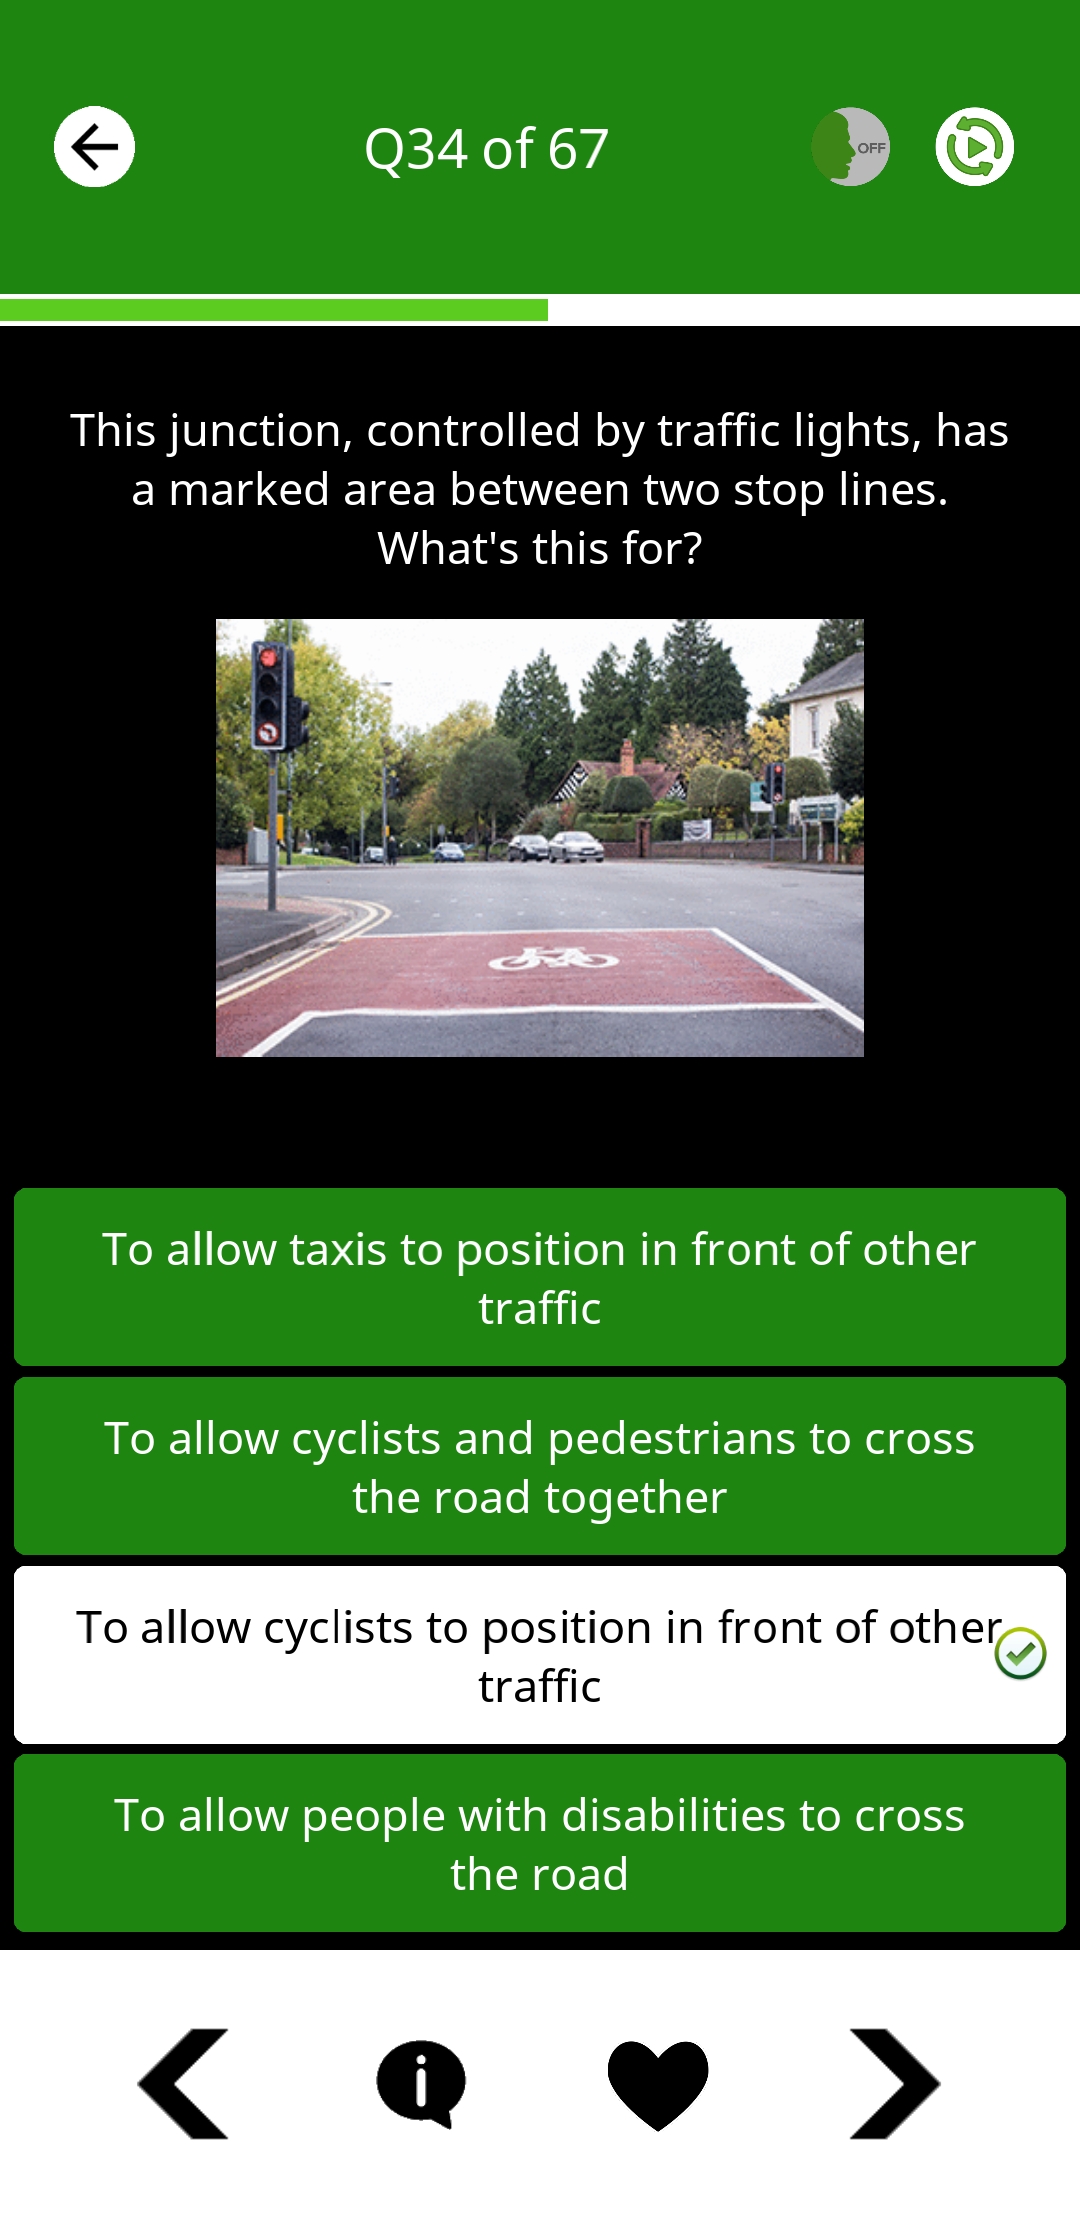 Q34 of 67
OFF
This junction, controlled by traffic lights, has
a marked area between two stop lines.
What's this for?
To allow taxis to position in front of other
traffic
To allow cyclists and pedestrians to cross
the road together
To allow cyclists to position in front of other
traffic
To allow people with disabilities to cross
the road